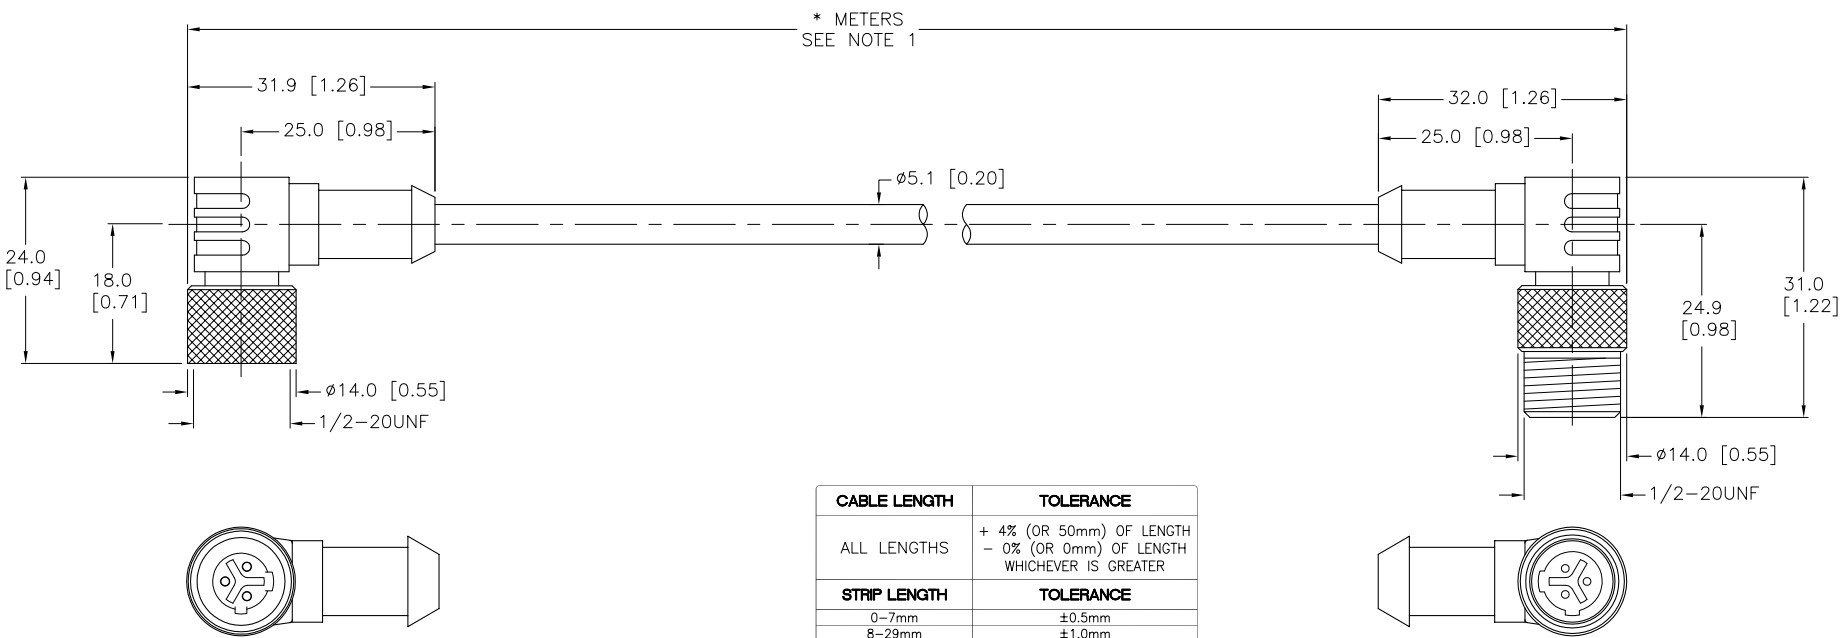 * METERS
SEE NOTE 1
31.9 [1.26]
32.0 [1.26]
25.0 [0.98]
25.0 [0.98]
ø5.1 [0.20]
24.0
[0.94]
18.0
[0.71]
31.0
[1.22]
24.9
[0.98]
ø14.0 [0.55]
1/2-20UNF
ø14.0 [0.55]
1/2-20UNF
CABLE LENGTH TOLERANCE
ALL LENGTHS
+ 4% (OR 50mm) OF LENGTH
- 0% (OR 0mm) OF LENGTH
WHICHEVER IS GREATER
STRIP LENGTH TOLERANCE
0-7mm ±0.5mm
8-29mm ±1.0mm